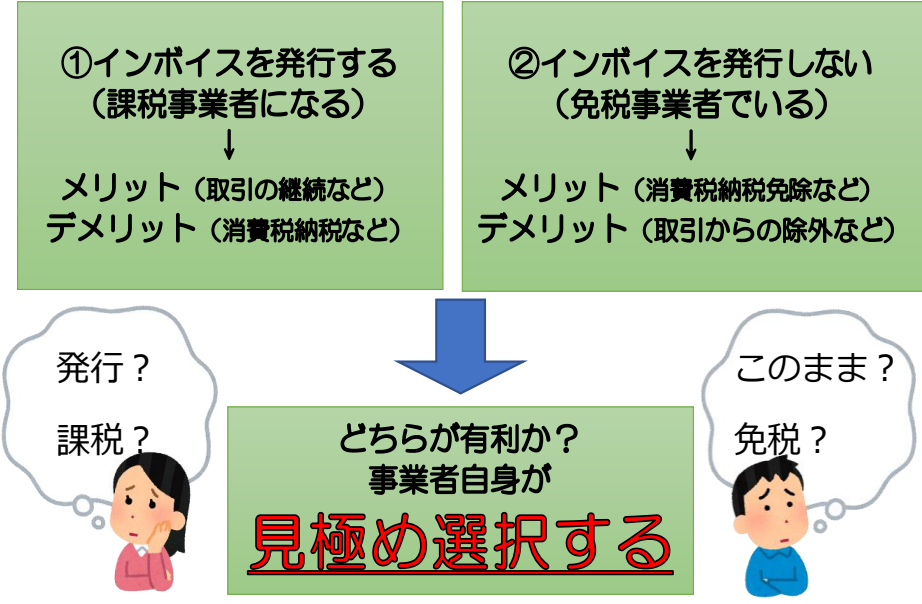 ①インボイスを発行する
（課税事業者になる）
↓
メリット（取引の継続など）
デメリット（消費税納税など）
②インボイスを発行しない
（免税事業者でいる）
↓
メリット（消費税納税免除など）
デメリット（取引からの除外など）
発行？
課税？
このまま？
免税？
どちらが有利か？
事業者自身が
見極め選択する